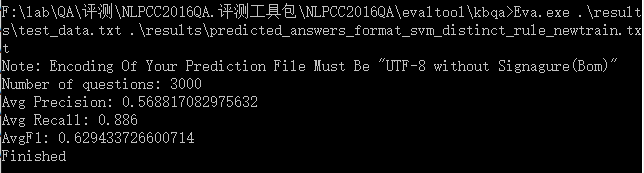 F:\lab\QA\评测\NLPCC2016QA.评测工具包\NLPCC2016QA\evaltool\kbqa>Eva.exe .\result
s\test_data.txt .\results\predicted_answers_format_svm_distinct_rule_newtrain.tx
t
Note: Encoding Of Your Prediction File Must Be "UTF-8 without Signagure(Bom)"
Number of questions: 3000
Avg Precision: 0.568817082975632
Avg Recall: 0.886
AvgF1: 0.629433726600714
Finished